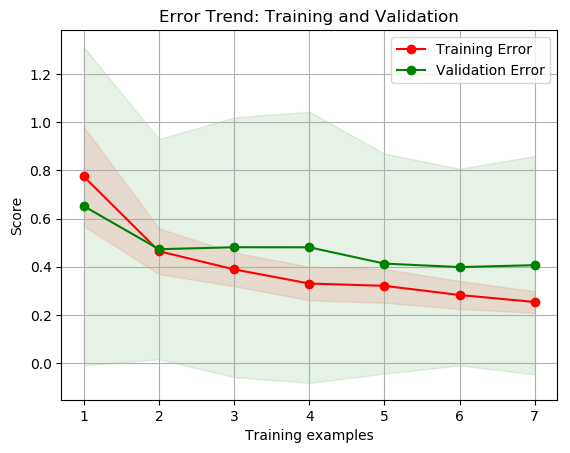 Error Trend: Training and Validation
Training Error
Validation Error
Score
1.2
1.0
0.8
0.6
0.4
0.2
0.0
1 2 3 4 5 6 7
Training examples